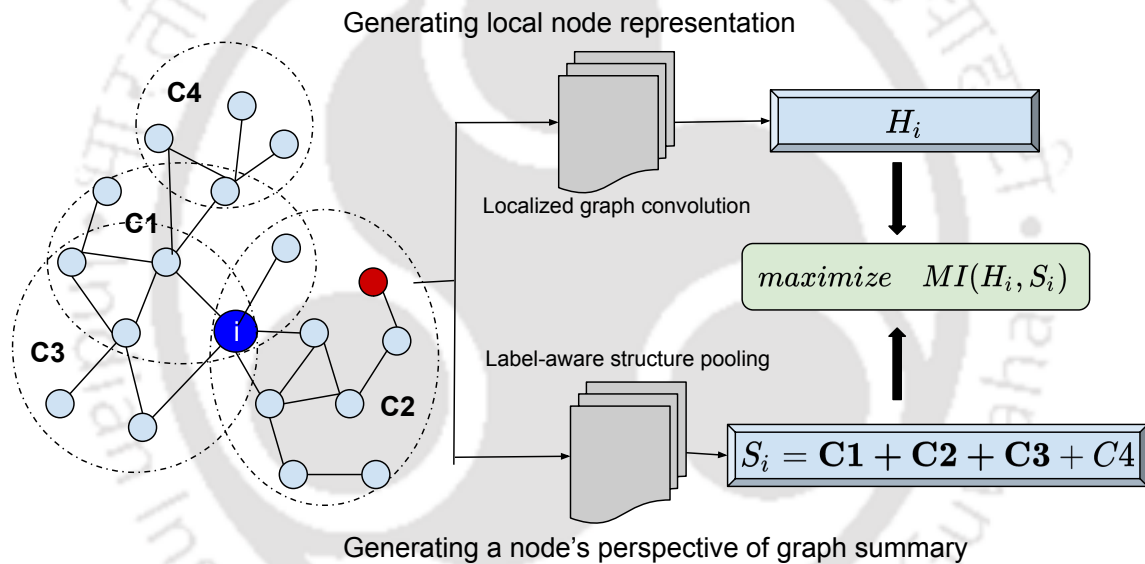 Generating local node representation
C4
H_i
C1
Localized graph convolution
maximize MI(H_i, S_i)
i
C3
Label-aware structure pooling
C2
S_i = C1 + C2 + C3 + C4
Generating a node's perspective of graph summary